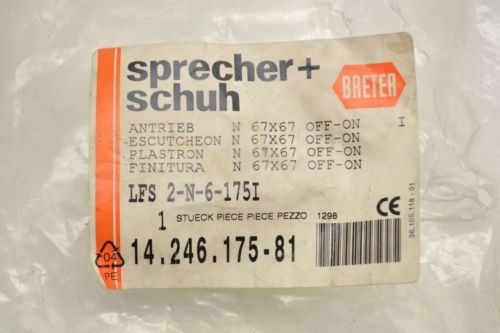 sprecher+
schuh
BRETER
ANTRIEB N 67X67 OFF-ON I
ESCUTCHEON N 67X67 OFF-ON
PLASTRON N 67X67 OFF-ON
FINITURA N 67X67 OFF-ON
LFS 2-N-6-175I
1 STUECK PIECE PIECE PEZZO 1298
CE
14.246.175-81
04
PE
36.105.118-01